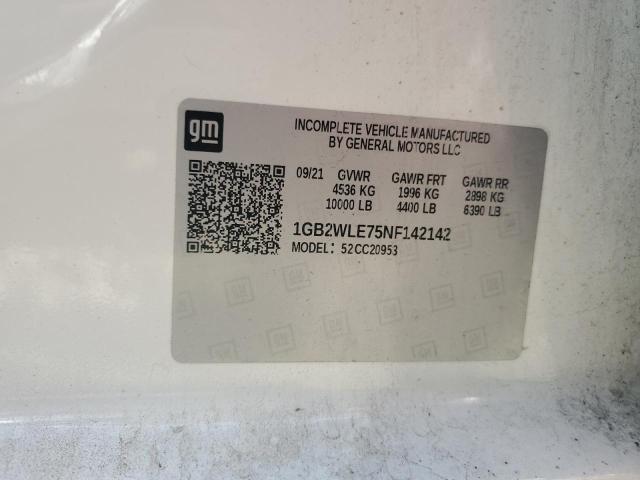 gm
INCOMPLETE VEHICLE MANUFACTURED
BY GENERAL MOTORS LLC
09/21 GVWR GAWR FRT GAWR RR
4536 KG 1996 KG 2898 KG
10000 LB 4400 LB 6390 LB
1GB2WLE75NF142142
MODEL: 52CC20953